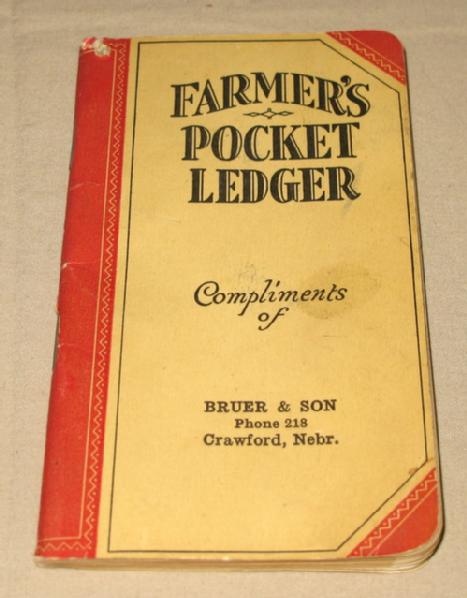 FARMER'S
POCKET
LEDGER
Compliments
of
BRUER & SON
Phone 218
Crawford, Nebr.